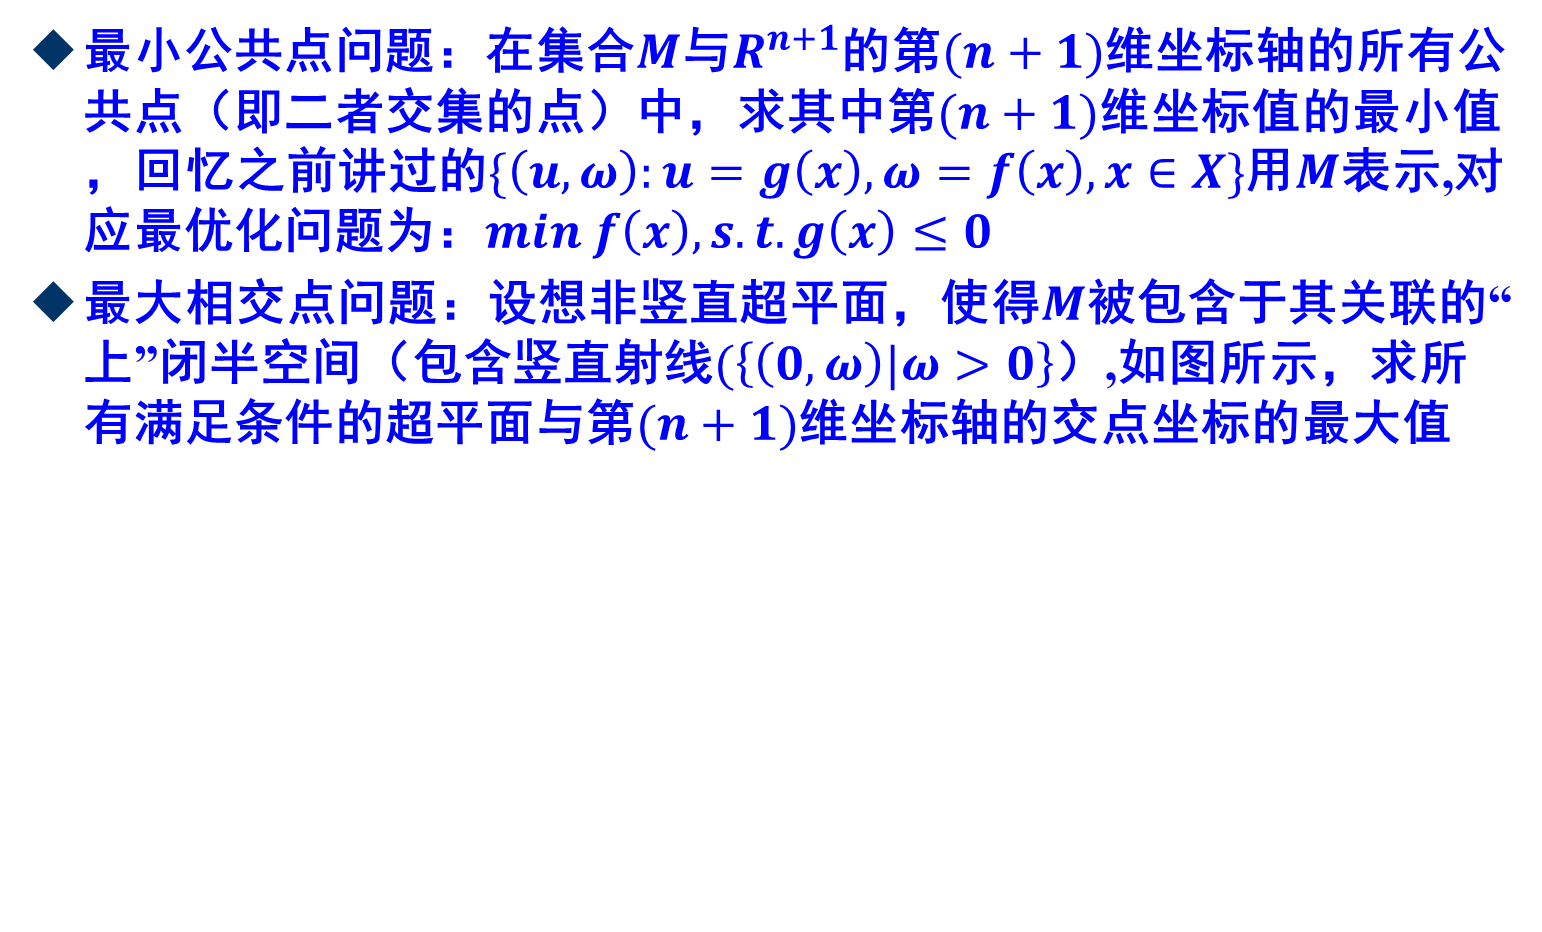 ◆ 最小公共点问题：在集合M与Rⁿ⁺¹的第(n + 1)维坐标轴的所有公
共点（即二者交集的点）中，求其中第(n + 1)维坐标值的最小值
，回忆之前讲过的{(u, ω): u = g(x), ω = f(x), x ∈ X}用M表示,对
应最优化问题为：min f(x), s. t. g(x) ≤ 0
◆ 最大相交点问题：设想非竖直超平面，使得M被包含于其关联的“
上”闭半空间（包含竖直射线({(0, ω)|ω > 0}）,如图所示，求所
有满足条件的超平面与第(n + 1)维坐标轴的交点坐标的最大值